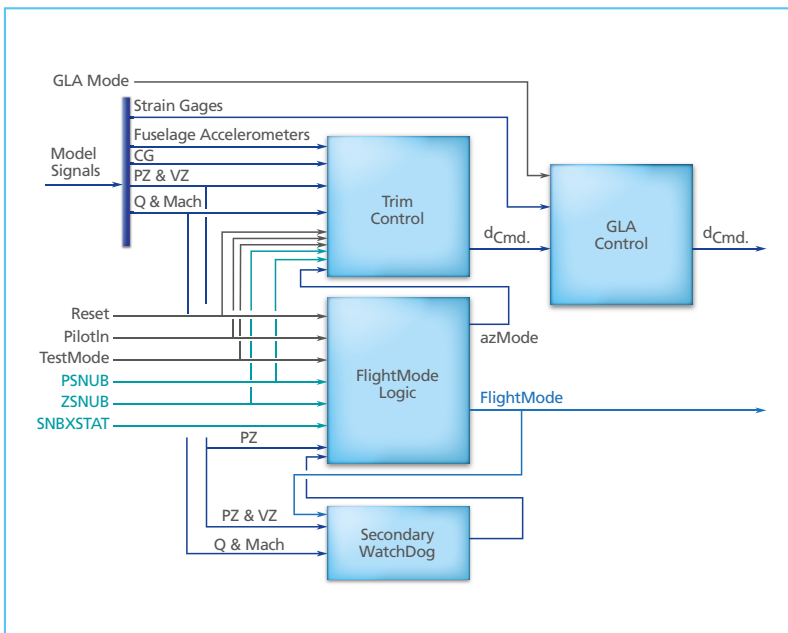 GLA Mode
Strain Gages
Fuselage Accelerometers
CG
Model
Signals
PZ & VZ
Q & Mach
Trim
Control
GLA
Control
dCmd.
dCmd.
Reset
PilotIn
TestMode
PSNUB
ZSNUB
SNBXSTAT
azMode
FlightMode
Logic
FlightMode
PZ
PZ & VZ
Q & Mach
Secondary
WatchDog